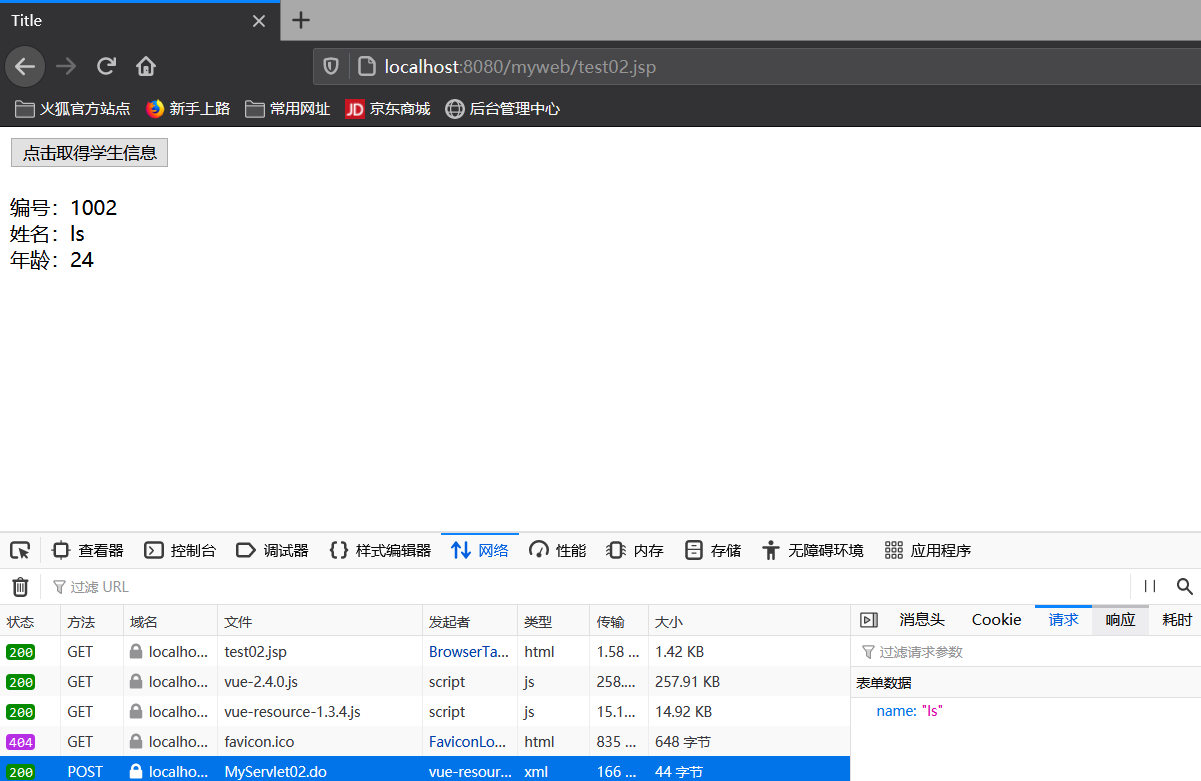 Title
localhost:8080/myweb/test02.jsp
火狐官方站点 新手上路 常用网址 JD 京东商城 后台管理中心
点击取得学生信息
编号：1002
姓名：ls
年龄：24
查看器 控制台 调试器 样式编辑器 网络 性能 内存 存储 无障碍环境 应用程序
过滤 URL
状态 方法 域名 文件 发起者 类型 传输 大小
200 GET localho... test02.jsp BrowserTa... html 1.58 ... 1.42 KB
200 GET localho... vue-2.4.0.js script js 258.... 257.91 KB
200 GET localho... vue-resource-1.3.4.js script js 15.1... 14.92 KB
404 GET localho... favicon.ico FaviconLo... html 835 ... 648 字节
200 POST localho... MyServlet02.do vue-resour... xml 166 ... 44 字节
消息头 Cookie 请求 响应 耗时
过滤请求参数
表单数据
name: "ls"